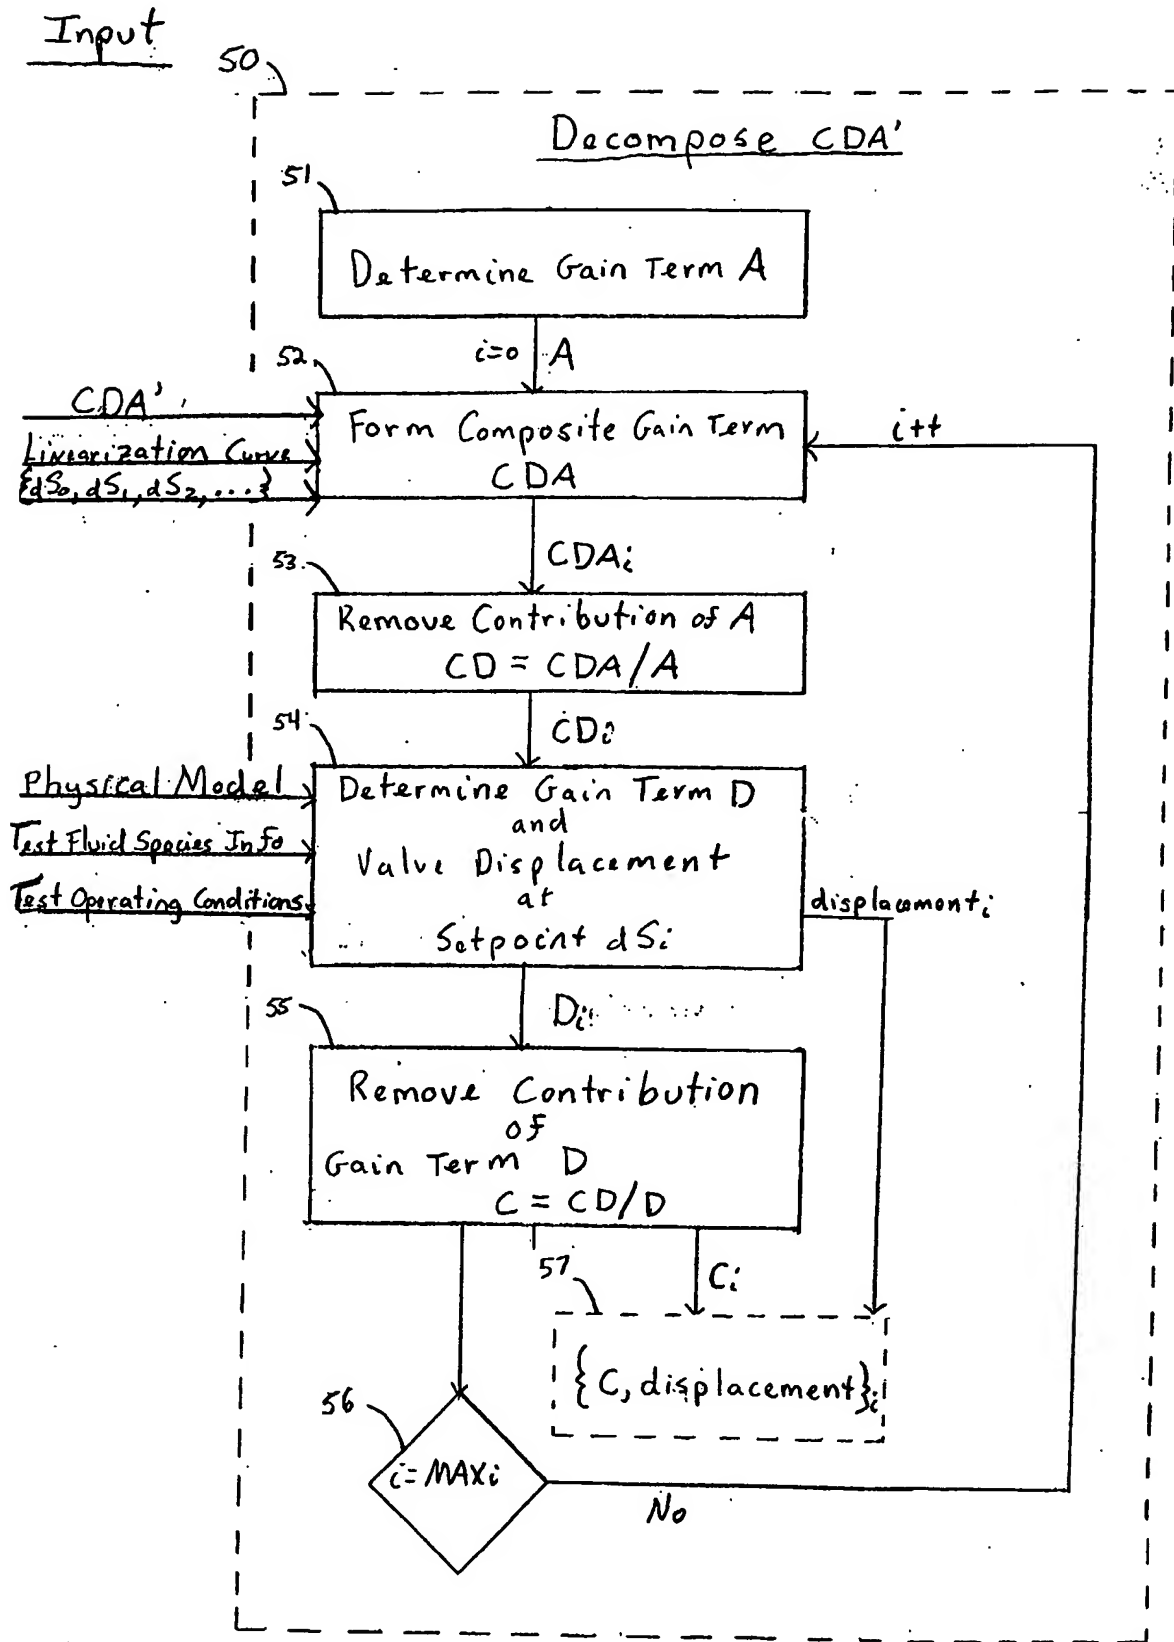 Input
50
Decompose CDA'
51
Determine Gain Term A
i=0 A
52
CDA'
Linearization Curve
{dS₀, dS₁, dS₂, ...}
Form Composite Gain Term
CDA
i++
CDAᵢ
53
Remove Contribution of A
CD = CDA/A
CDᵢ
54
Physical Model
Test Fluid Species Info
Test Operating Conditions
Determine Gain Term D
and
Valve Displacement
at
Setpoint dSᵢ
displacementᵢ
Dᵢ
55
Remove Contribution
of
Gain Term D
C = CD/D
57
Cᵢ
{C, displacement}ᵢ
56
i=MAXi
No